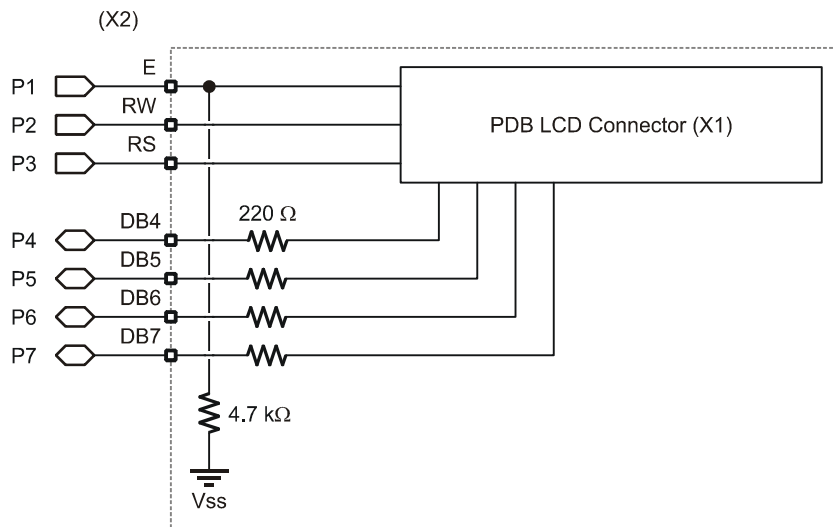 (X2)
P1
E
P2
RW
PDB LCD Connector (X1)
P3
RS
P4
DB4
220 Ω
P5
DB5
P6
DB6
P7
DB7
4.7 kΩ
Vss